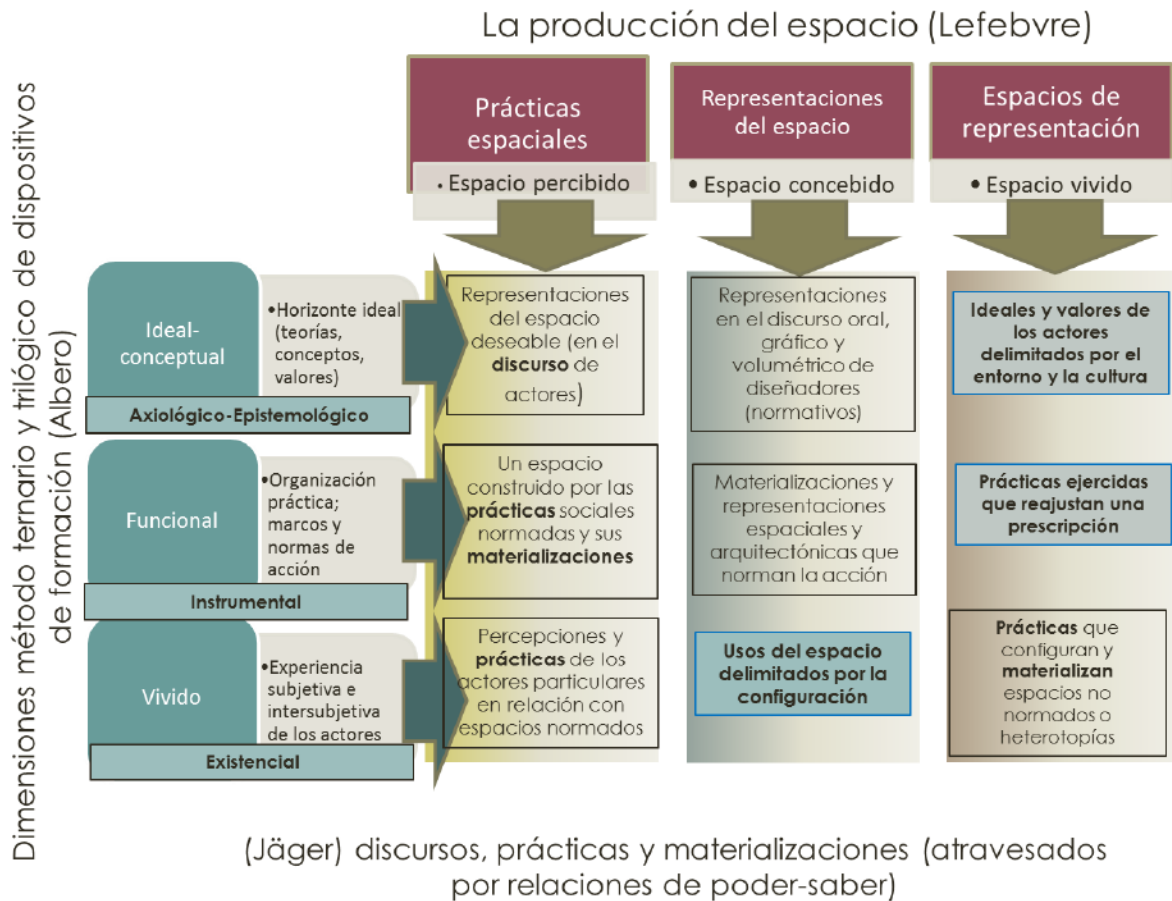 La producción del espacio (Lefebvre)
Dimensiones método ternario y trilógico de dispositivos
de formación (Albero)
Prácticas
espaciales
• Espacio percibido
Representaciones
del espacio
• Espacio concebido
Espacios de
representación
• Espacio vivido
Ideal-
conceptual
•Horizonte ideal
(teorías,
conceptos,
valores)
Axiológico-Epistemológico
Representaciones
del espacio
deseable (en el
discurso de
actores)
Representaciones
en el discurso oral,
gráfico y
volumétrico de
diseñadores
(normativos)
Ideales y valores de
los actores
delimitados por el
entorno y la cultura
Funcional
•Organización
práctica;
marcos y
normas de
acción
Instrumental
Un espacio
construido por las
prácticas sociales
normadas y sus
materializaciones
Materializaciones y
representaciones
espaciales y
arquitectónicas que
norman la acción
Prácticas ejercidas
que reajustan una
prescripción
Vivido
•Experiencia
subjetiva e
intersubjetiva
de los actores
Existencial
Percepciones y
prácticas de los
actores particulares
en relación con
espacios normados
Usos del espacio
delimitados por la
configuración
Prácticas que
configuran y
materializan
espacios no
normados o
heterotopías
(Jäger) discursos, prácticas y materializaciones (atravesados
por relaciones de poder-saber)